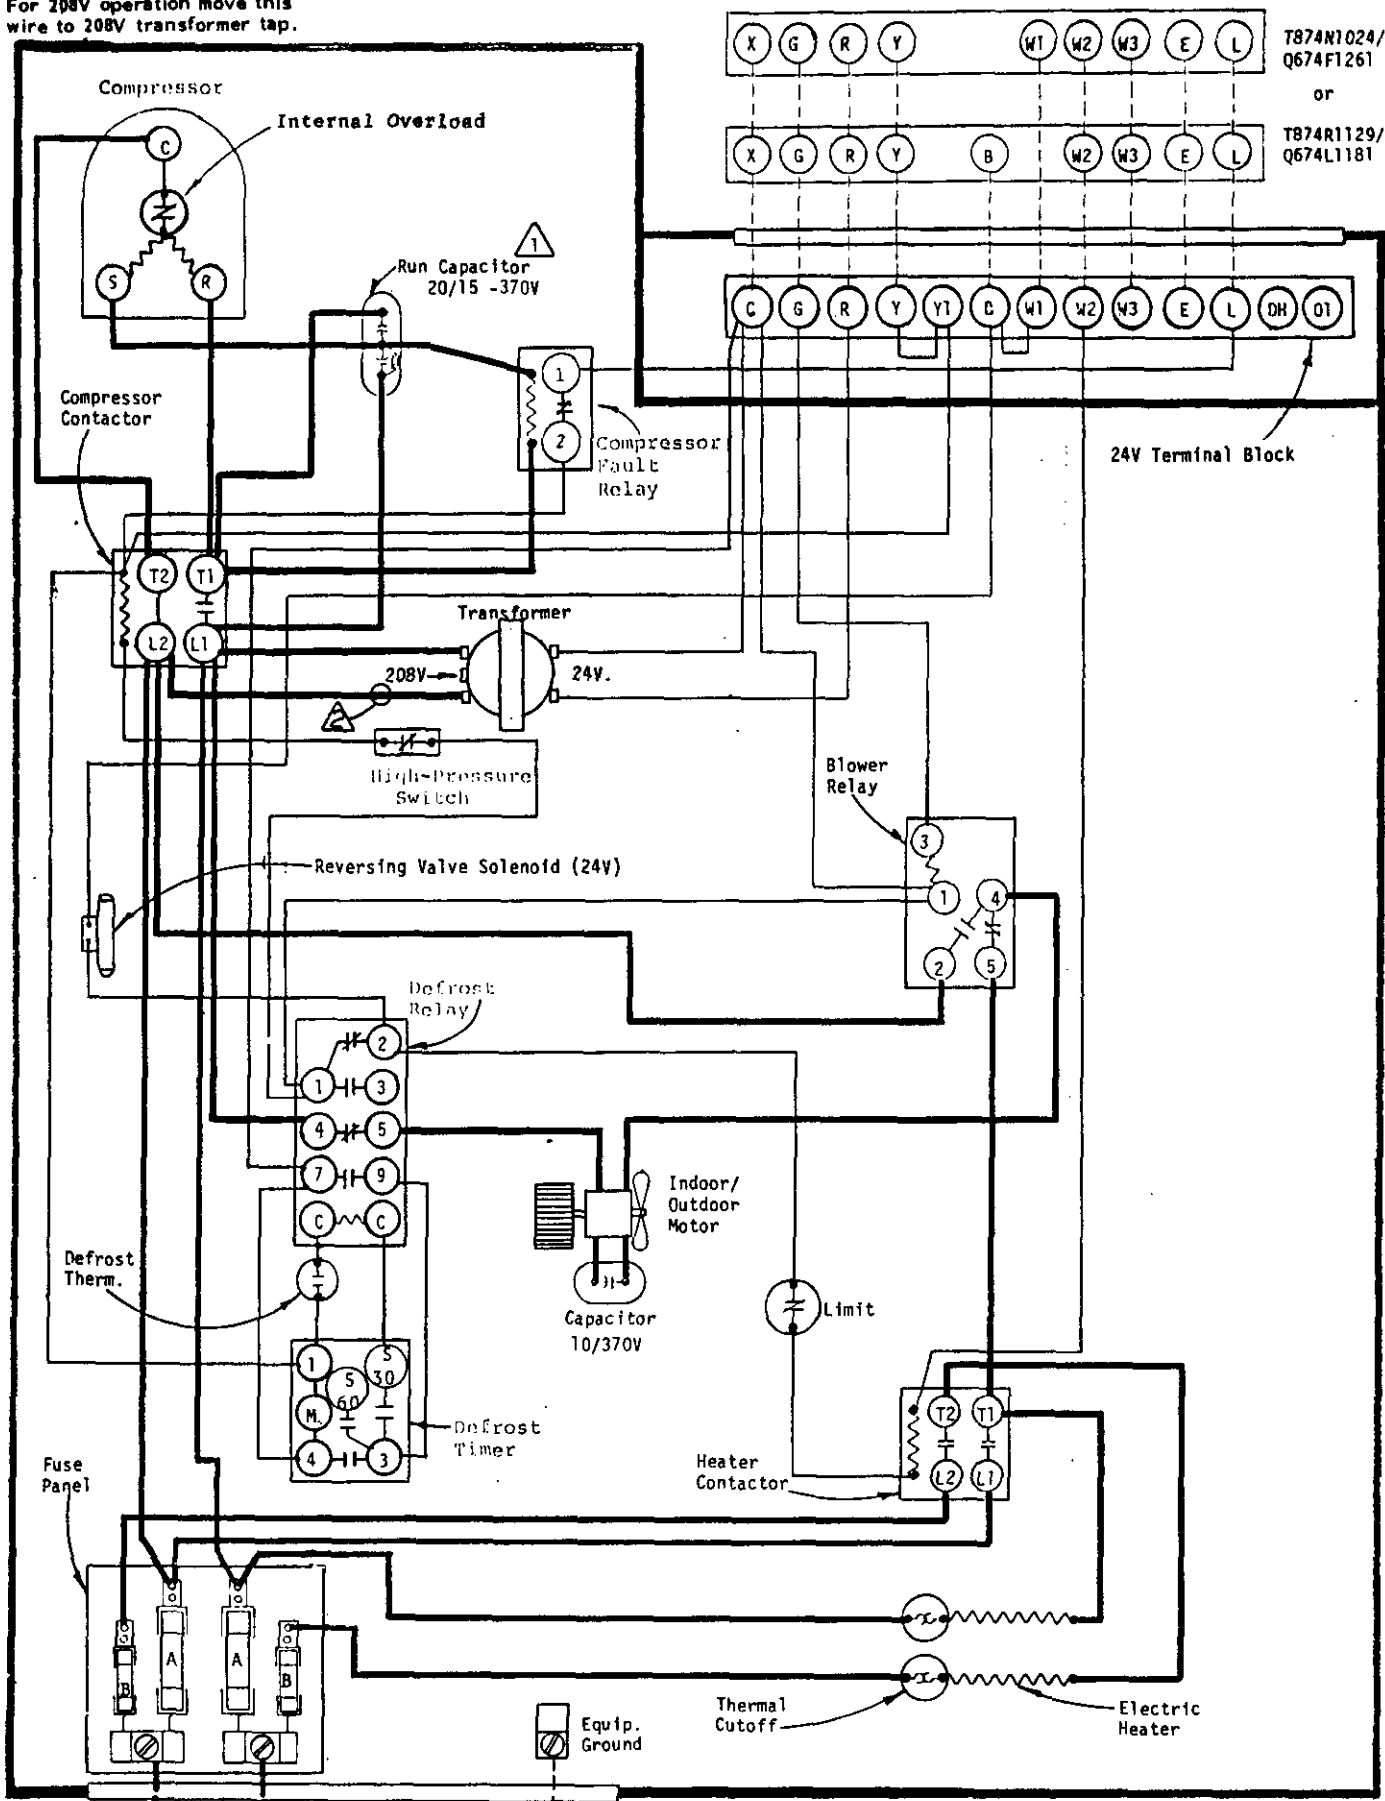 For 208V operation move this
wire to 208V transformer tap.
X G R Y W1 W2 W3 E L
T874N1024/
Q674F1261
or
X G R Y B W2 W3 E L
T874R1129/
Q674L1181
Compressor
Internal Overload
C
S R
1
Run Capacitor
20/15 -370V
C G R Y Y1 B W1 W2 W3 E L DH O1
24V Terminal Block
1
2
Compressor
Fault
Relay
Compressor
Contactor
T2 T1
L2 L1
Transformer
208V
24V.
2
High-Pressure
Switch
Blower
Relay
3
1 4
2 5
Reversing Valve Solenoid (24V)
Defrost
Relay
2
1 3
4 5
7 9
C C
Indoor/
Outdoor
Motor
Capacitor
10/370V
Defrost
Therm.
Limit
1 S 60 S 30
M.
4 3
Defrost
Timer
T2 T1
L2 L1
Heater
Contactor
Fuse
Panel
B A A B
Thermal
Cutoff
Electric
Heater
Equip.
Ground